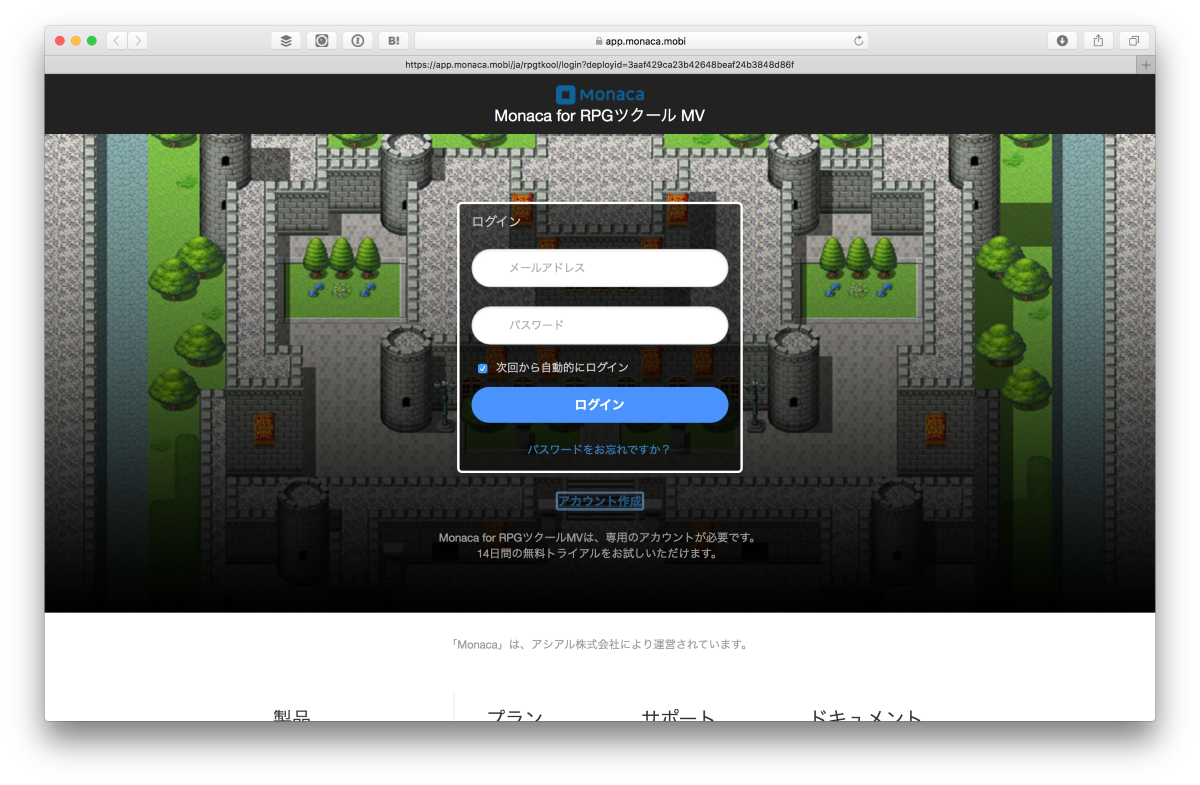 B!
app.monaca.mobi
https://app.monaca.mobi/ja/rpgtkool/login?deployid=3aaf429ca23b42648beaf24b3848d86f
Monaca
Monaca for RPGツクール MV
ログイン
メールアドレス
パスワード
次回から自動的にログイン
ログイン
パスワードをお忘れですか？
アカウント作成
Monaca for RPGツクールMVは、専用のアカウントが必要です。
14日間の無料トライアルをお試しいただけます。
「Monaca」は、アシアル株式会社により運営されています。
製品 プラン サポート ドキュメント